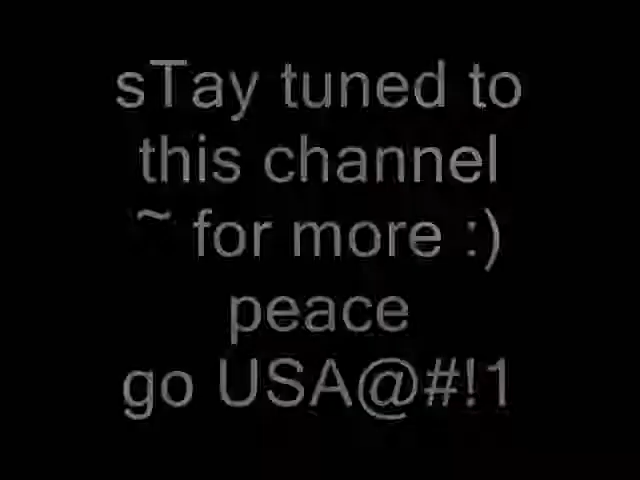 sTay tuned to
this channel
~ for more :)
peace
go USA@#!1